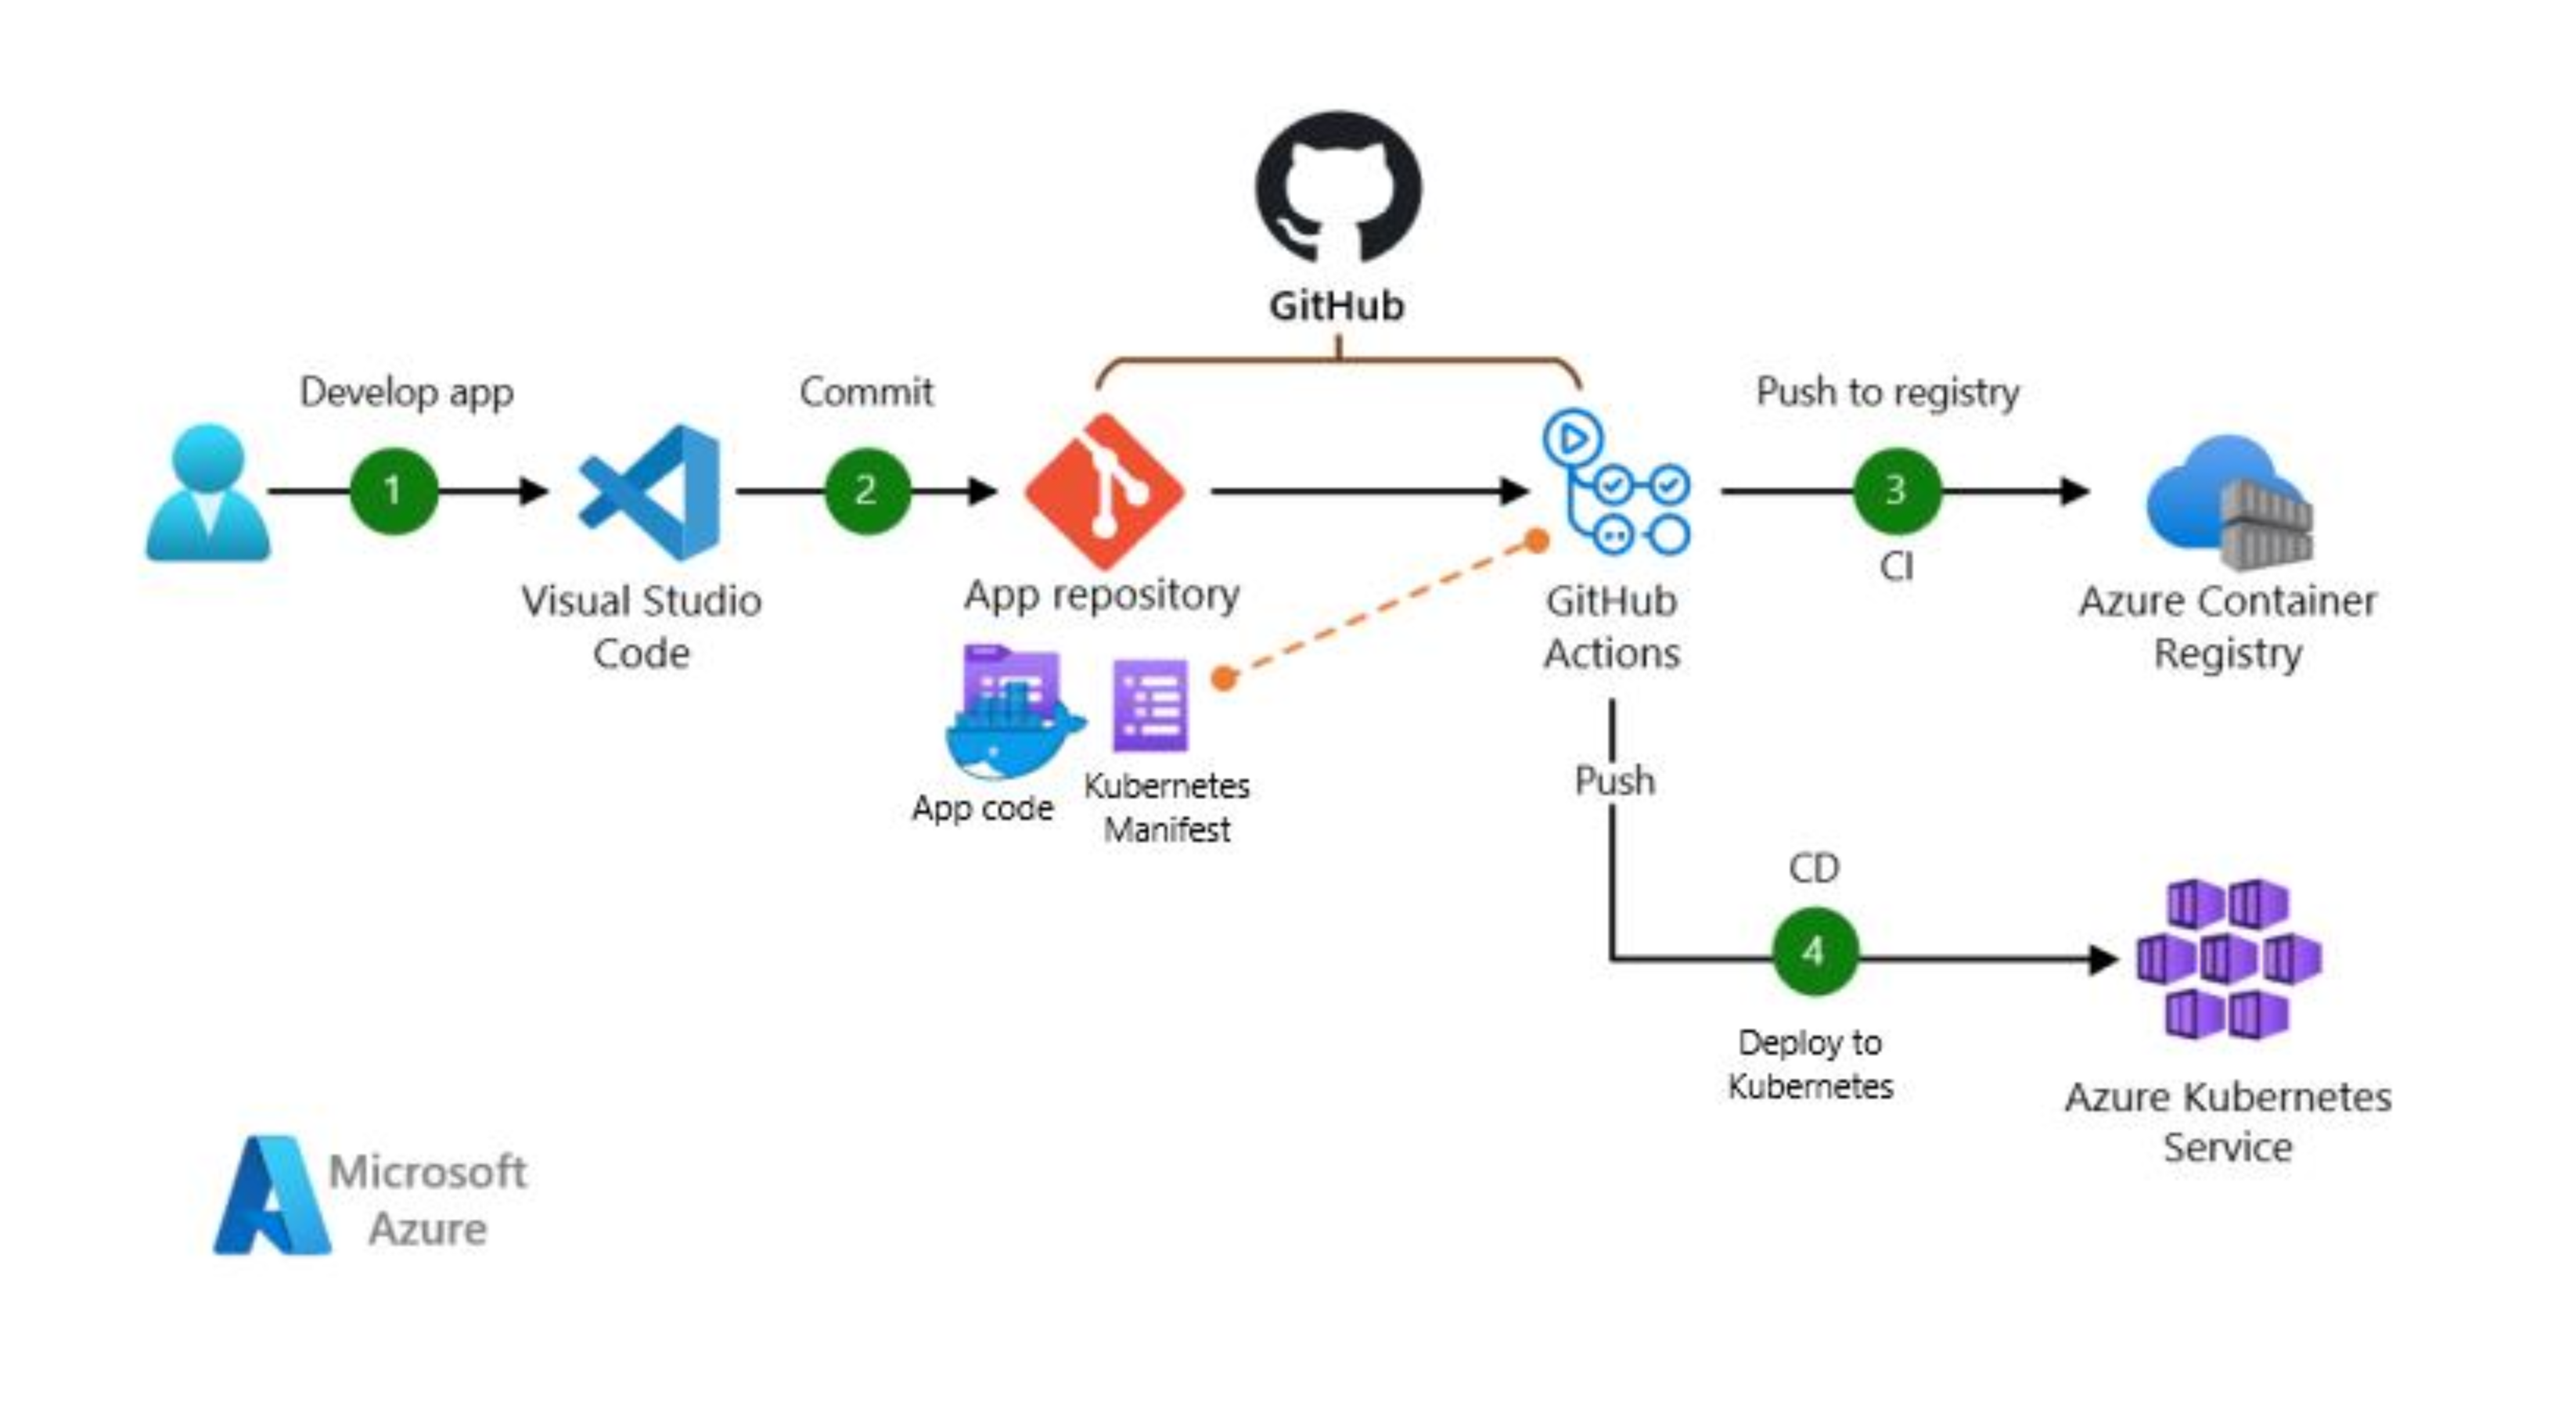 GitHub
Develop app
Commit
Push to registry
1
2
3
CI
Visual Studio
Code
App repository
GitHub
Actions
Azure Container
Registry
App code
Kubernetes
Manifest
Push
CD
4
Deploy to
Kubernetes
Azure Kubernetes
Service
Microsoft
Azure